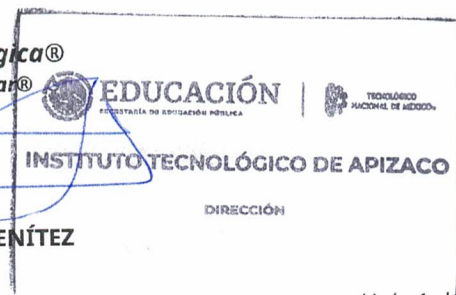 gica®
ar®
EDUCACIÓN
SECRETARÍA DE EDUCACIÓN PÚBLICA
TECNOLÓGICO
NACIONAL DE MÉXICO®
INSTITUTO TECNOLÓGICO DE APIZACO
DIRECCIÓN
ENÍTEZ